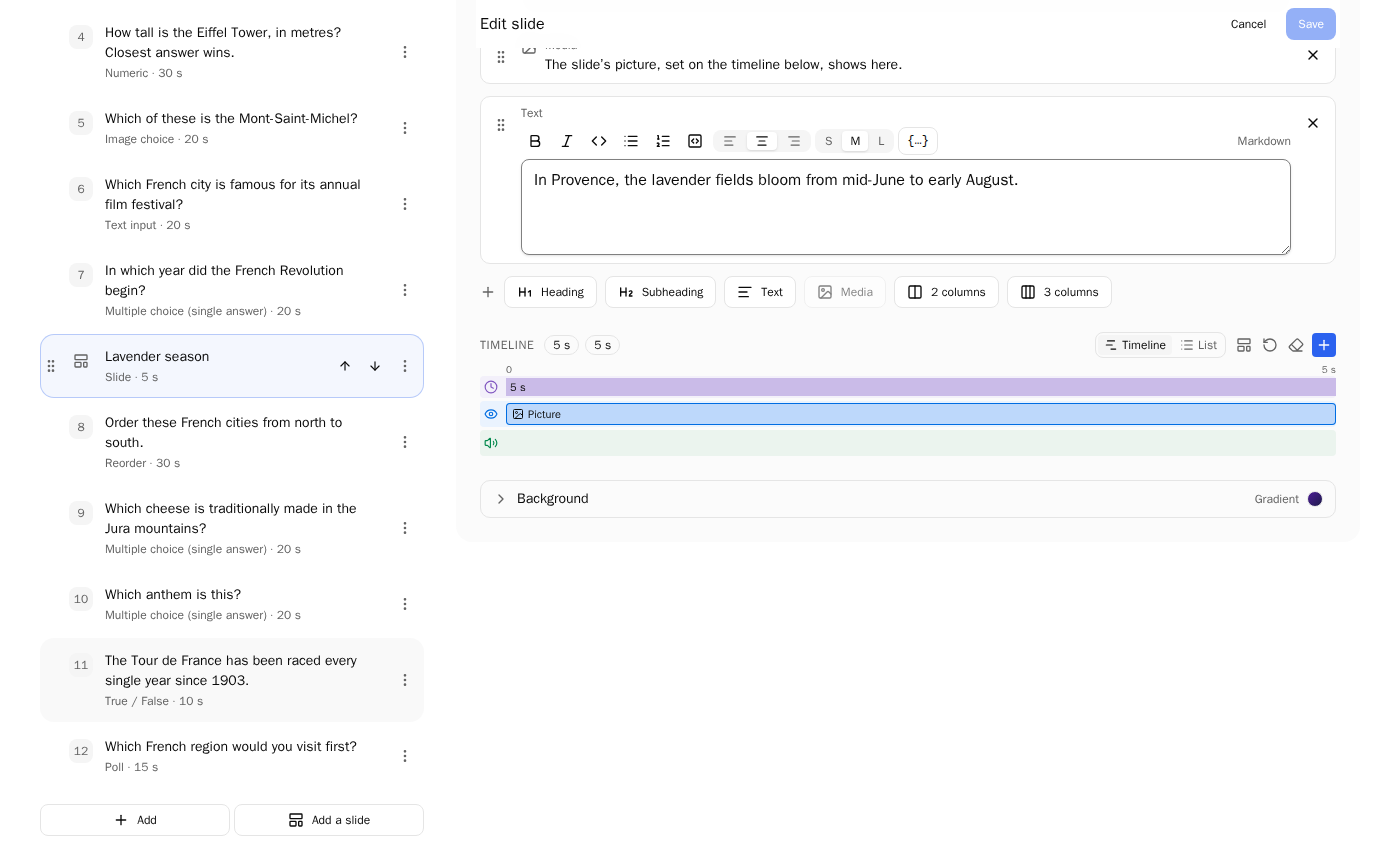 4
How tall is the Eiffel Tower, in metres?
Closest answer wins.
Numeric · 30 s
5
Which of these is the Mont-Saint-Michel?
Image choice · 20 s
6
Which French city is famous for its annual
film festival?
Text input · 20 s
7
In which year did the French Revolution
begin?
Multiple choice (single answer) · 20 s
Lavender season
Slide · 5 s
8
Order these French cities from north to
south.
Reorder · 30 s
9
Which cheese is traditionally made in the
Jura mountains?
Multiple choice (single answer) · 20 s
10
Which anthem is this?
Multiple choice (single answer) · 20 s
11
The Tour de France has been raced every
single year since 1903.
True / False · 10 s
12
Which French region would you visit first?
Poll · 15 s
Add
Add a slide
Edit slide
Cancel
Save
The slide's picture, set on the timeline below, shows here.
Text
B I S M L {…} Markdown
In Provence, the lavender fields bloom from mid-June to early August.
H1 Heading
H2 Subheading
Text
Media
2 columns
3 columns
TIMELINE 5 s 5 s
Timeline
List
0 5 s
5 s
Picture
Background
Gradient